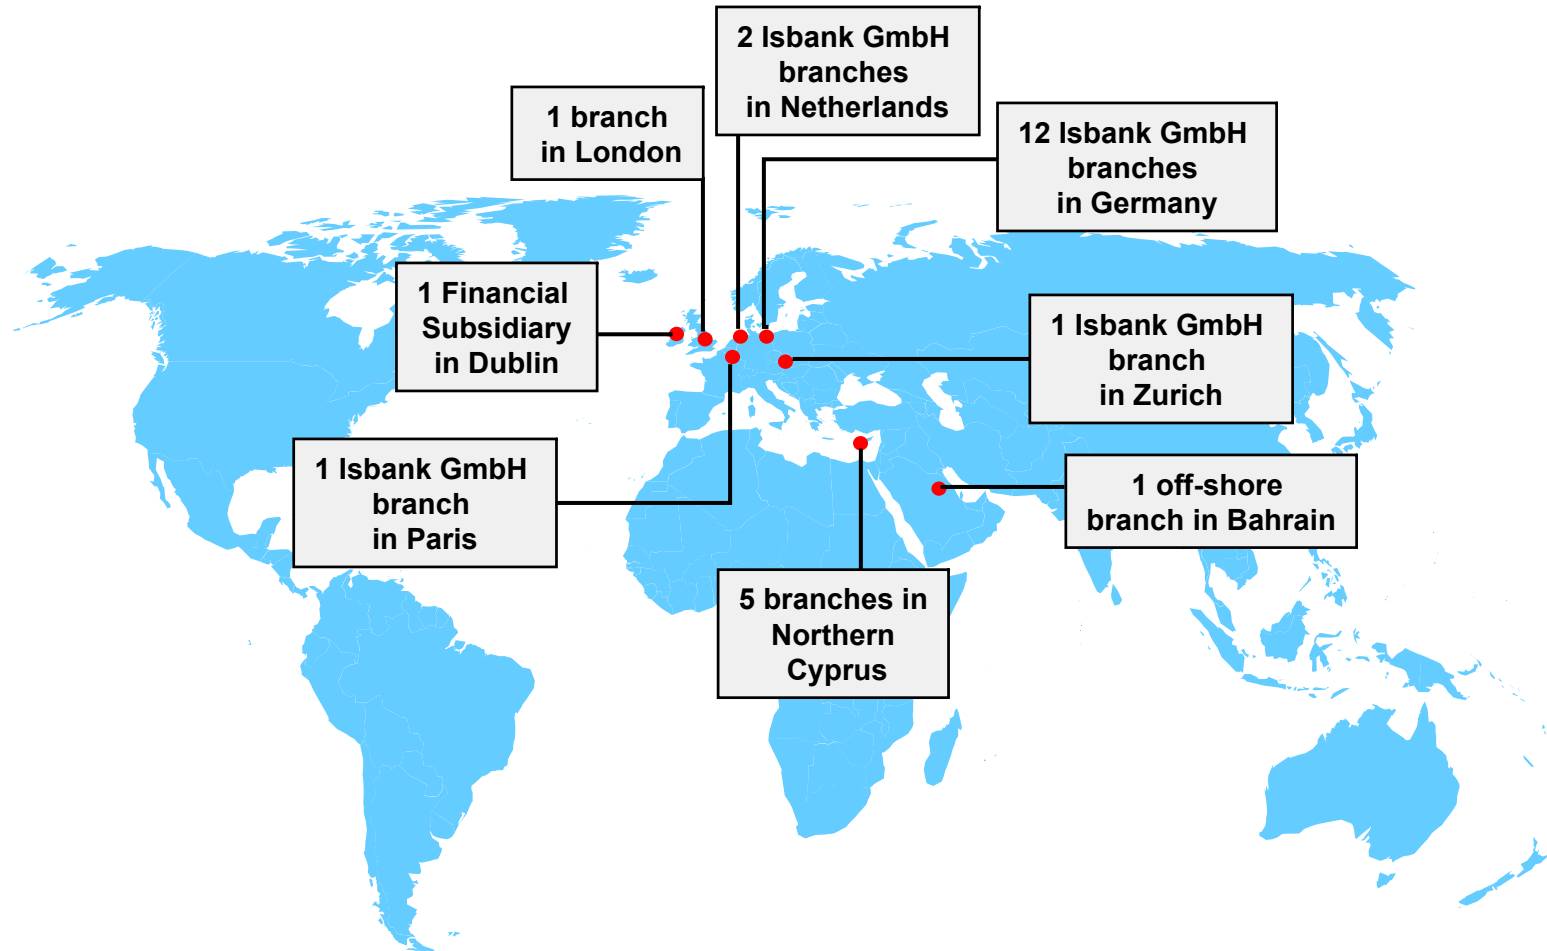 2 Isbank GmbH
branches
in Netherlands
1 branch
in London
12 Isbank GmbH
branches
in Germany
1 Financial
Subsidiary
in Dublin
1 Isbank GmbH
branch
in Zurich
1 Isbank GmbH
branch
in Paris
1 off-shore
branch in Bahrain
5 branches in
Northern
Cyprus